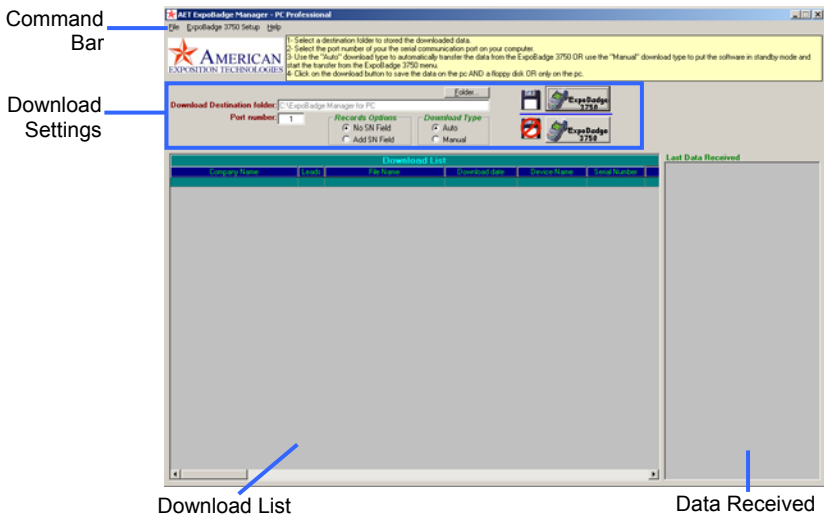 Command
Bar
AET ExpoBadge Manager - PC Professional
File ExpoBadge 3750 Setup Help
AMERICAN
EXPOSITION TECHNOLOGIES
1- Select a destination folder to stored the downloaded data.
2- Select the port number of your the serial communication port on your computer.
3- Use the "Auto" download type to automatically transfer the data from the ExpoBadge 3750 OR use the "Manual" download type to put the software in standby mode and
start the transfer from the ExpoBadge 3750 menu.
4- Click on the download button to save the data on the pc AND a floppy disk OR only on the pc.
Download
Settings
Folder...
Download Destination folder: C:\ExpoBadge Manager for PC
Port number: 1
Records Options
No SN Field
Add SN Field
Download Type
Auto
Manual
ExpoBadge
3750
ExpoBadge
3750
Download List
Company Name Leads File Name Download date Device Name Serial Number
Last Data Received
Download List
Data Received